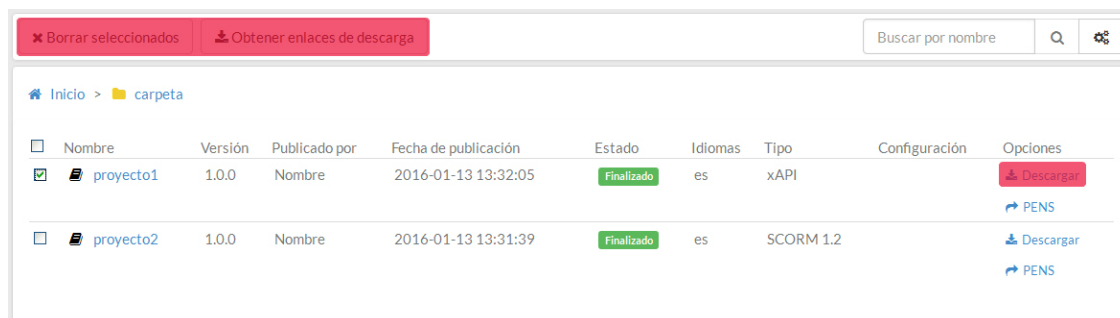 Borrar seleccionados Obtener enlaces de descarga Buscar por nombre
Inicio > carpeta
Nombre Versión Publicado por Fecha de publicación Estado Idiomas Tipo Configuración Opciones
proyecto1 1.0.0 Nombre 2016-01-13 13:32:05 Finalizado es xAPI Descargar
PENS
proyecto2 1.0.0 Nombre 2016-01-13 13:31:39 Finalizado es SCORM 1.2 Descargar
PENS